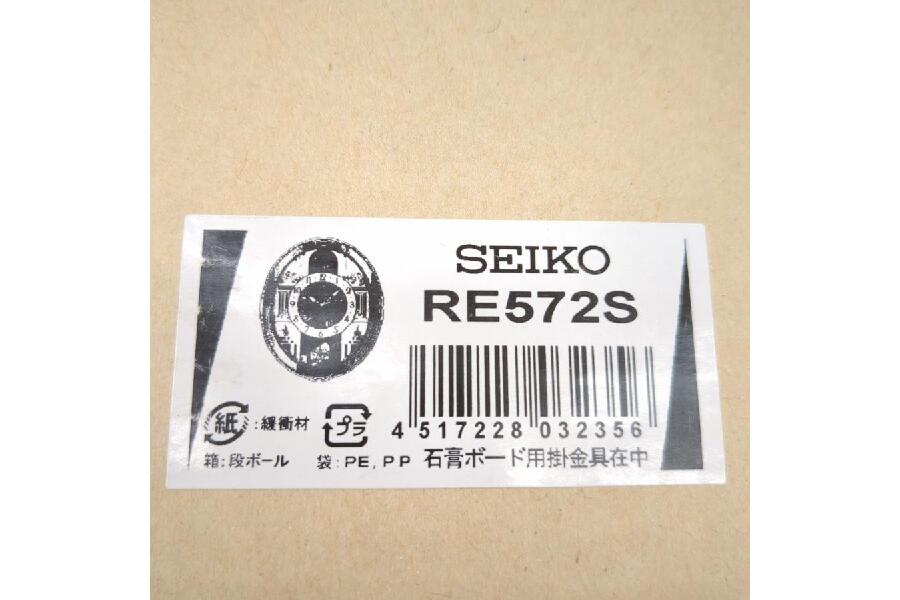 SEIKO
RE572S
4 517228 032356
紙:緩衝材 プラ
箱:段ボール 袋:PE,PP 石膏ボード用掛金具在中